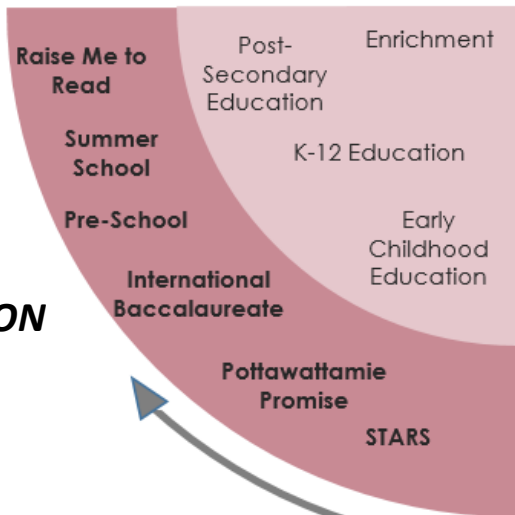 Raise Me to
Read
Summer
School
Pre-School
International
Baccalaureate
Pottawattamie
Promise
STARS
Post-
Secondary
Education
Enrichment
K-12 Education
Early
Childhood
Education
ON